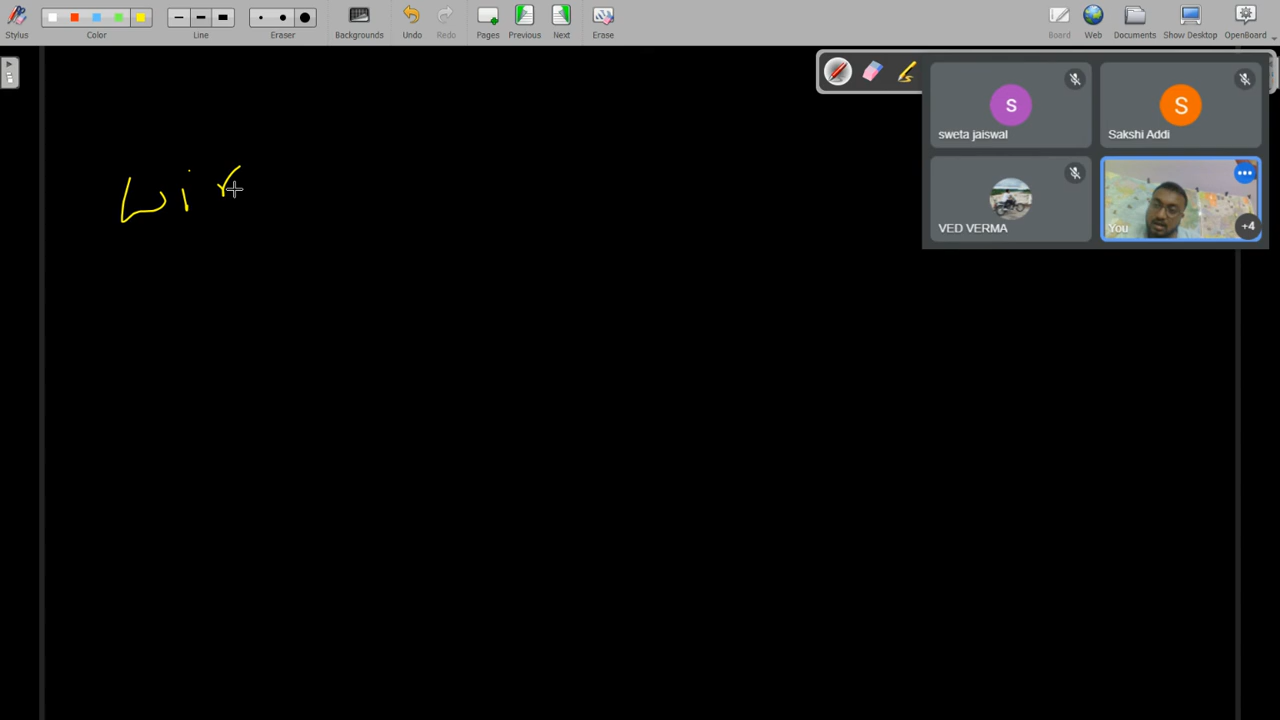 Stylus
Color
Line
Eraser
Backgrounds
Undo
Redo
Pages
Previous
Next
Erase
Board
Web
Documents
Show Desktop
OpenBoard
s
sweta jaiswal
S
Sakshi Addi
VED VERMA
You
+4